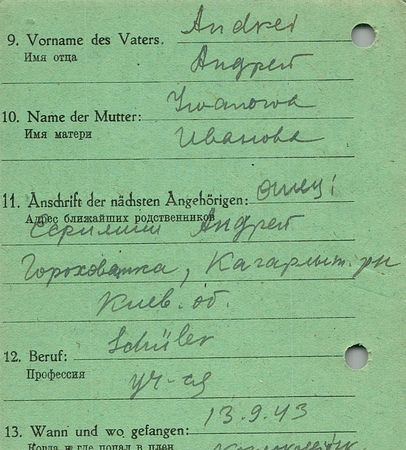 Andrei
9. Vorname des Vaters.
Имя отца
Андрей
Iwanowa
10. Name der Mutter:
Имя матери
Иванова
11. Anschrift der nächsten Angehörigen: отец:
Адрес ближайших родственников
Андрей
Кагарлыт. рн
Киев. об.
Schüler
12. Beruf:
Профессия
уч-ся
13.9.43
13. Wann und wo gefangen:
Когда и где попал в плен